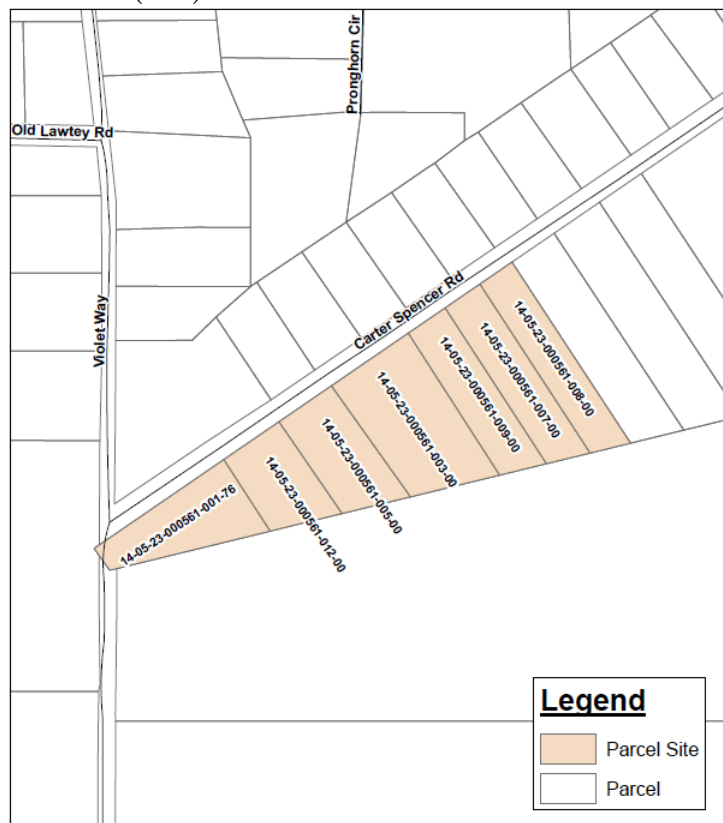 Pronghorn Cir
Old Lawtey Rd
Violet Way
Carter Spencer Rd
14-05-23-000561-008-00
14-05-23-000561-007-00
14-05-23-000561-009-00
14-05-23-000561-003-00
14-05-23-000561-005-00
14-05-23-000561-012-00
14-05-23-000561-001-76
Legend
Parcel Site
Parcel